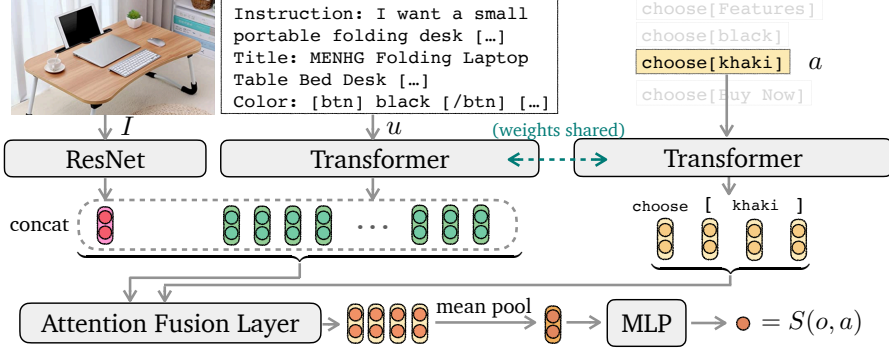 Instruction: I want a small
portable folding desk […]
Title: MENHG Folding Laptop
Table Bed Desk […]
Color: [btn] black [/btn] […]
choose[Features]
choose[black]
choose[khaki] a
choose[Buy Now]
I
u
(weights shared)
ResNet
Transformer
Transformer
concat
...
choose [ khaki ]
Attention Fusion Layer
mean pool
MLP
= S(o, a)